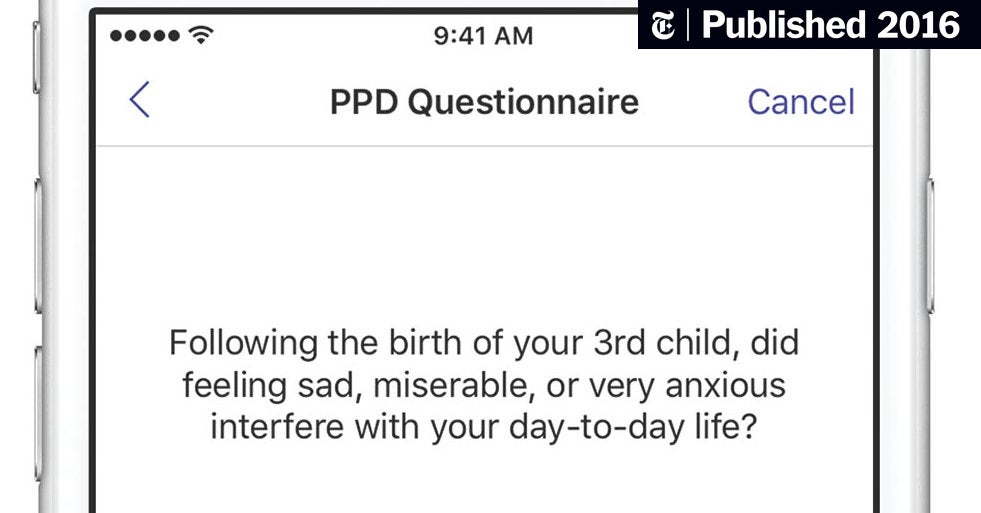 Published 2016
9:41 AM
PPD Questionnaire
Cancel
Following the birth of your 3rd child, did
feeling sad, miserable, or very anxious
interfere with your day-to-day life?